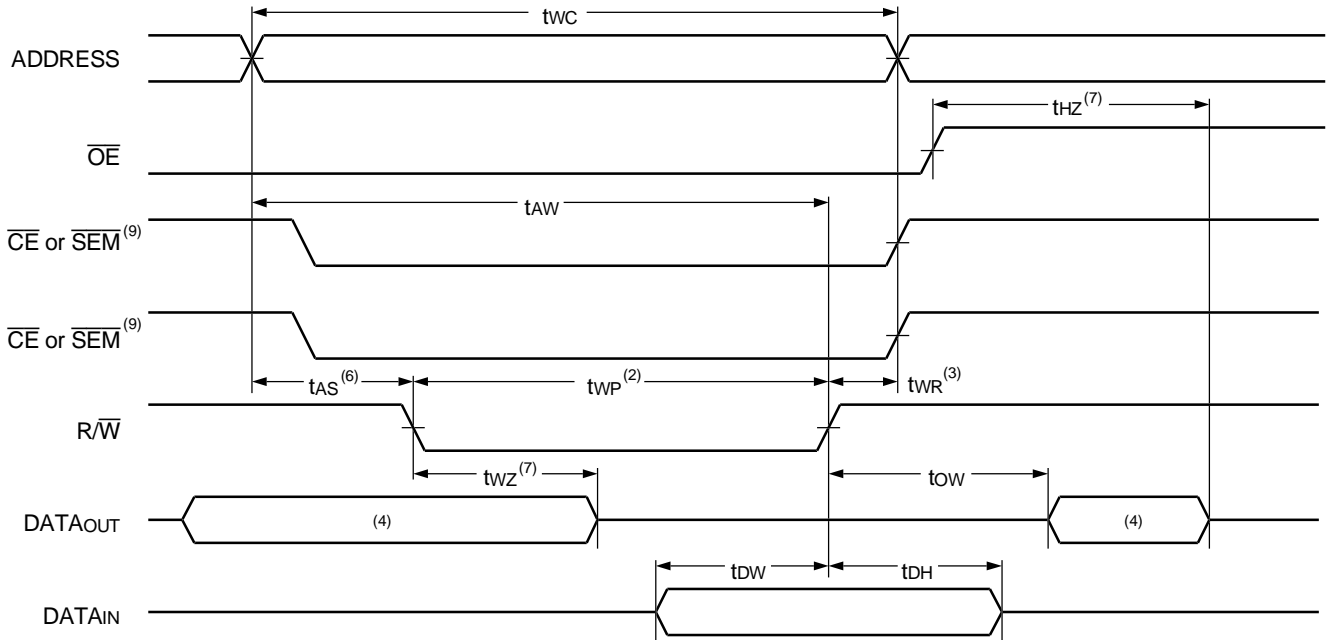 tWC
ADDRESS
tHZ(7)
OE
tAW
CE or SEM(9)
CE or SEM(9)
tAS(6) tWP(2) tWR(3)
R/W
tWZ(7) tOW
DATAOUT (4) (4)
tDW tDH
DATAIN